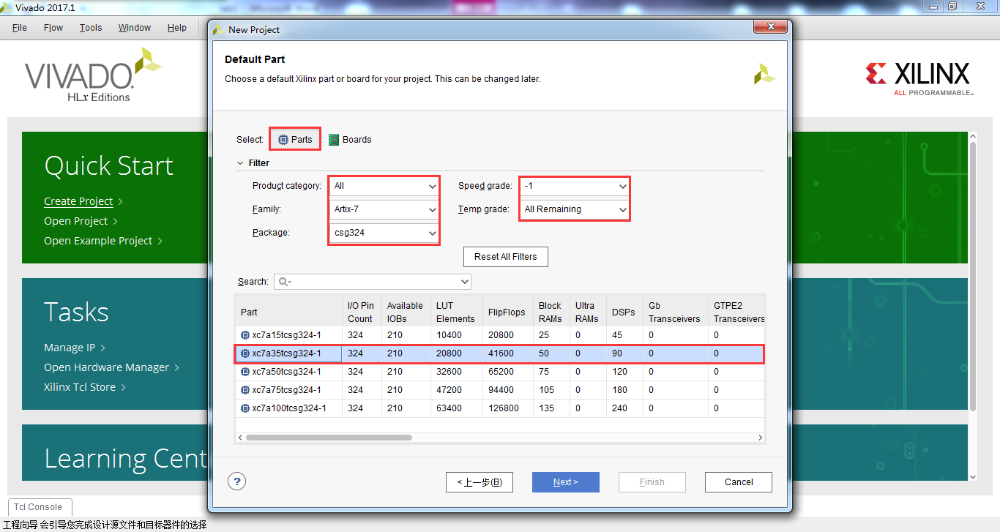 Vivado 2017.1
File Flow Tools Window Help
VIVADO.
HLx Editions
XILINX
ALL PROGRAMMABLE™
Quick Start
Create Project >
Open Project >
Open Example Project >
Tasks
Manage IP >
Open Hardware Manager >
Xilinx Tcl Store >
Learning Cent
New Project
Default Part
Choose a default Xilinx part or board for your project. This can be changed later.
Select: Parts Boards
Filter
Product category: All Speed grade: -1
Family: Artix-7 Temp grade: All Remaining
Package: csg324
Reset All Filters
Search:
Part I/O Pin Count Available IOBs LUT Elements FlipFlops Block RAMs Ultra RAMs DSPs Gb Transceivers GTPE2 Transceivers
xc7a15tcsg324-1 324 210 10400 20800 25 0 45 0 0
xc7a35tcsg324-1 324 210 20800 41600 50 0 90 0 0
xc7a50tcsg324-1 324 210 32600 65200 75 0 120 0 0
xc7a75tcsg324-1 324 210 47200 94400 105 0 180 0 0
xc7a100tcsg324-1 324 210 63400 126800 135 0 240 0 0
? < 上一步(B) Next > Finish Cancel
Tcl Console
工程向导 会引导您完成设计源文件和目标器件的选择